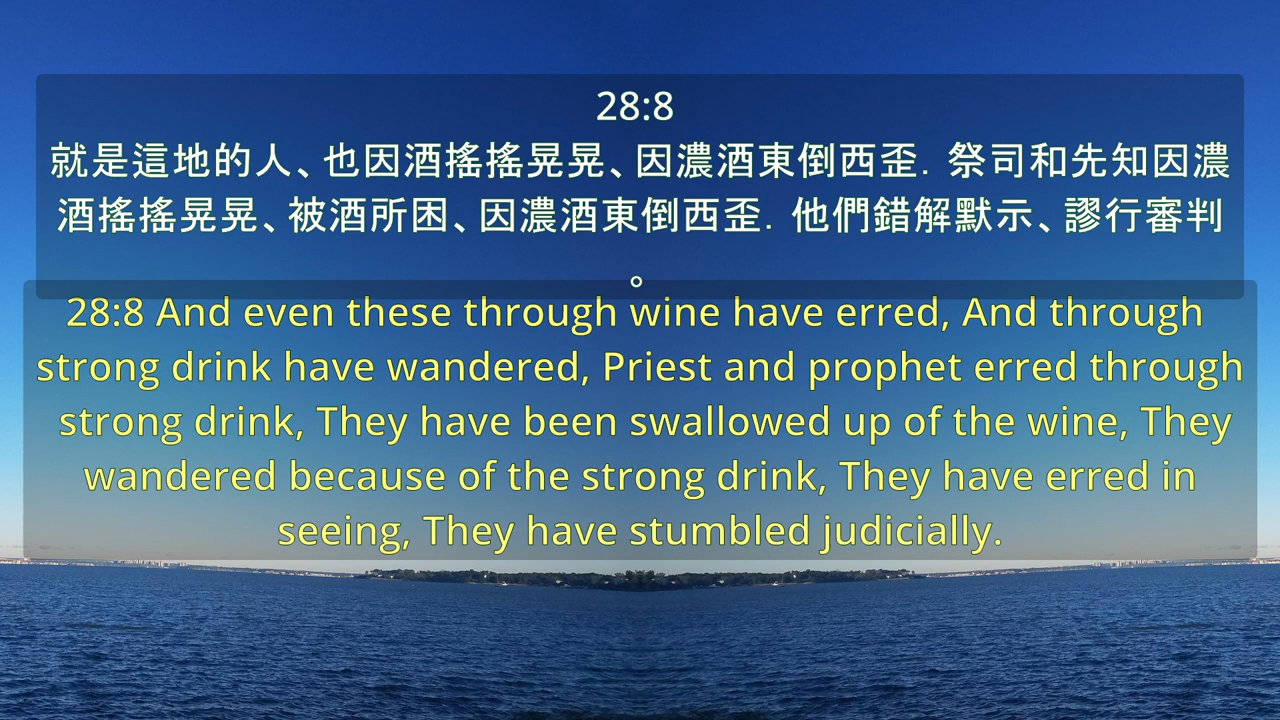 28:8
就是這地的人、也因酒搖搖晃晃、因濃酒東倒西歪．祭司和先知因濃
酒搖搖晃晃、被酒所困、因濃酒東倒西歪．他們錯解默示、謬行審判
。
28:8 And even these through wine have erred, And through
strong drink have wandered, Priest and prophet erred through
strong drink, They have been swallowed up of the wine, They
wandered because of the strong drink, They have erred in
seeing, They have stumbled judicially.